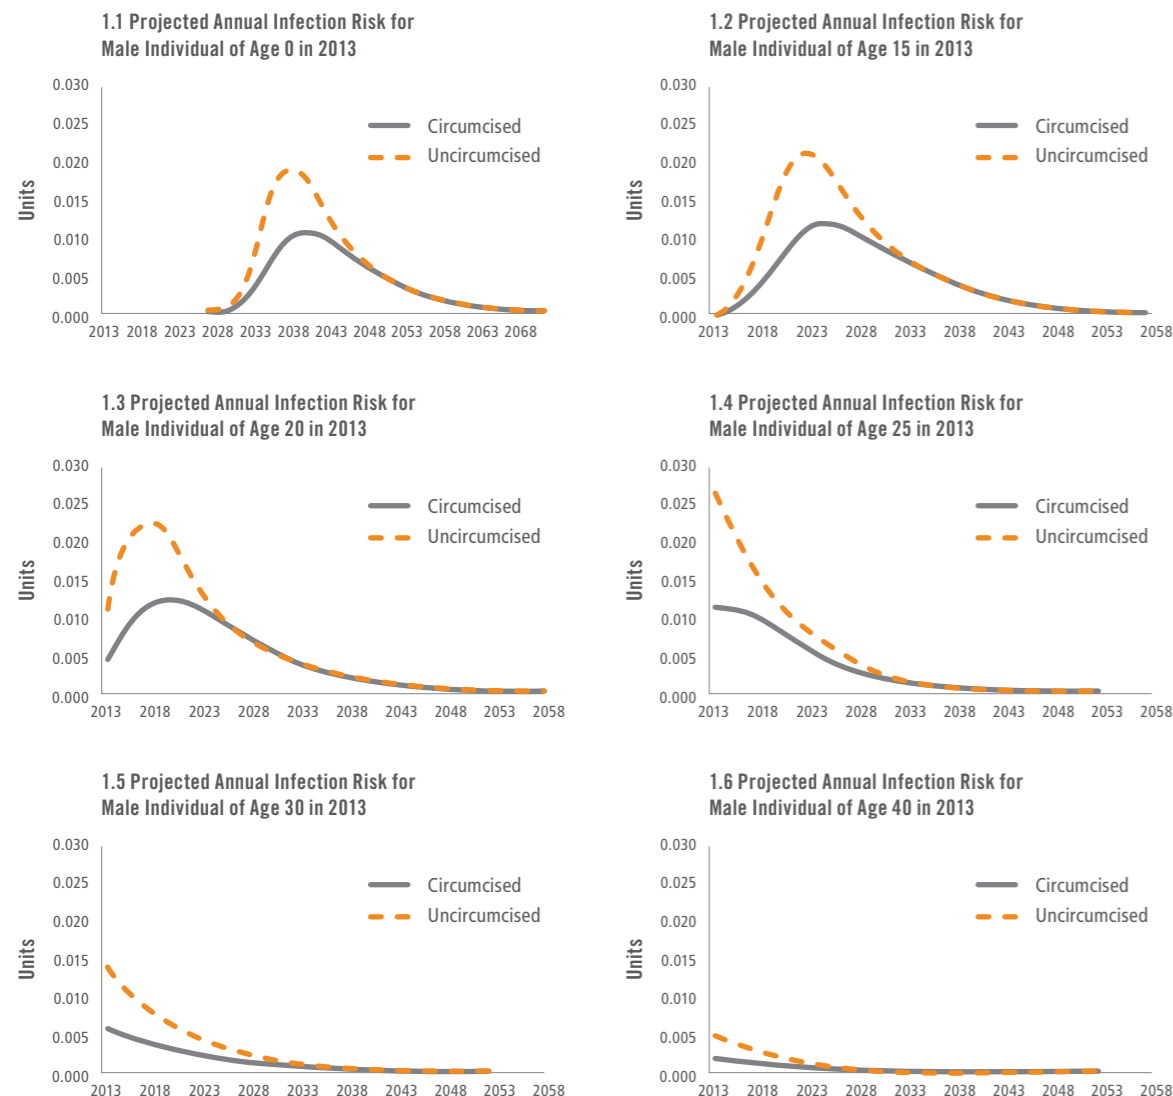 1.1 Projected Annual Infection Risk for
Male Individual of Age 0 in 2013
0.030
0.025
0.020
0.015
0.010
0.005
0.000
Units
Circumcised
Uncircumcised
2013 2018 2023 2028 2033 2038 2043 2048 2053 2058 2063 2068
1.2 Projected Annual Infection Risk for
Male Individual of Age 15 in 2013
0.030
0.025
0.020
0.015
0.010
0.005
0.000
Units
Circumcised
Uncircumcised
2013 2018 2023 2028 2033 2038 2043 2048 2053 2058
1.3 Projected Annual Infection Risk for
Male Individual of Age 20 in 2013
0.030
0.025
0.020
0.015
0.010
0.005
0.000
Units
Circumcised
Uncircumcised
2013 2018 2023 2028 2033 2038 2043 2048 2053 2058
1.4 Projected Annual Infection Risk for
Male Individual of Age 25 in 2013
0.030
0.025
0.020
0.015
0.010
0.005
0.000
Units
Circumcised
Uncircumcised
2013 2018 2023 2028 2033 2038 2043 2048 2053 2058
1.5 Projected Annual Infection Risk for
Male Individual of Age 30 in 2013
0.030
0.025
0.020
0.015
0.010
0.005
0.000
Units
Circumcised
Uncircumcised
2013 2018 2023 2028 2033 2038 2043 2048 2053 2058
1.6 Projected Annual Infection Risk for
Male Individual of Age 40 in 2013
0.030
0.025
0.020
0.015
0.010
0.005
0.000
Units
Circumcised
Uncircumcised
2013 2018 2023 2028 2033 2038 2043 2048 2053 2058